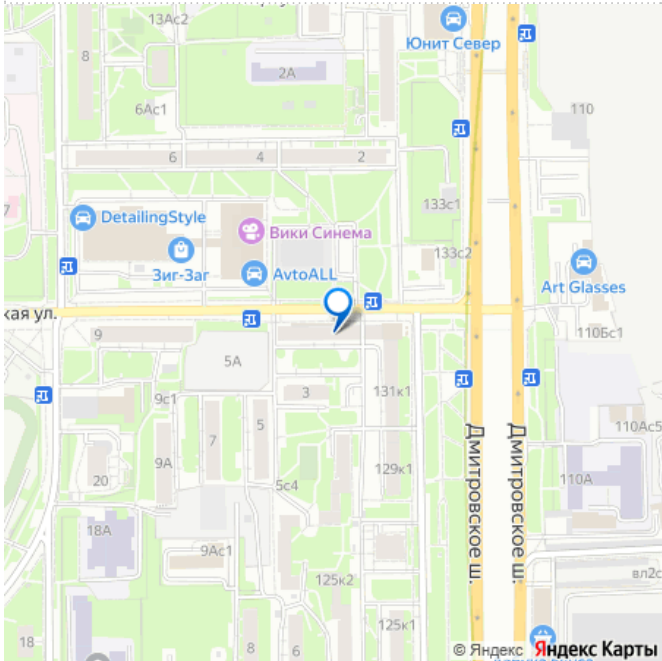 13Ас2
Юнит Север
8
2А
110
6Ас1
6
4
2
7
133с1
DetailingStyle
Вики Синема
133с2
Зиг-Заг
AvtoALL
Art Glasses
кая ул.
9
110Бс1
5А
3
131к1
9с1
5
110Ас5
7
9А
129к1
110А
20
5с4
Дмитровское ш.
Дмитровское ш.
18А
9Ас1
вл2с
125к2
125к1
18
8
6
© Яндекс Яндекс Карты